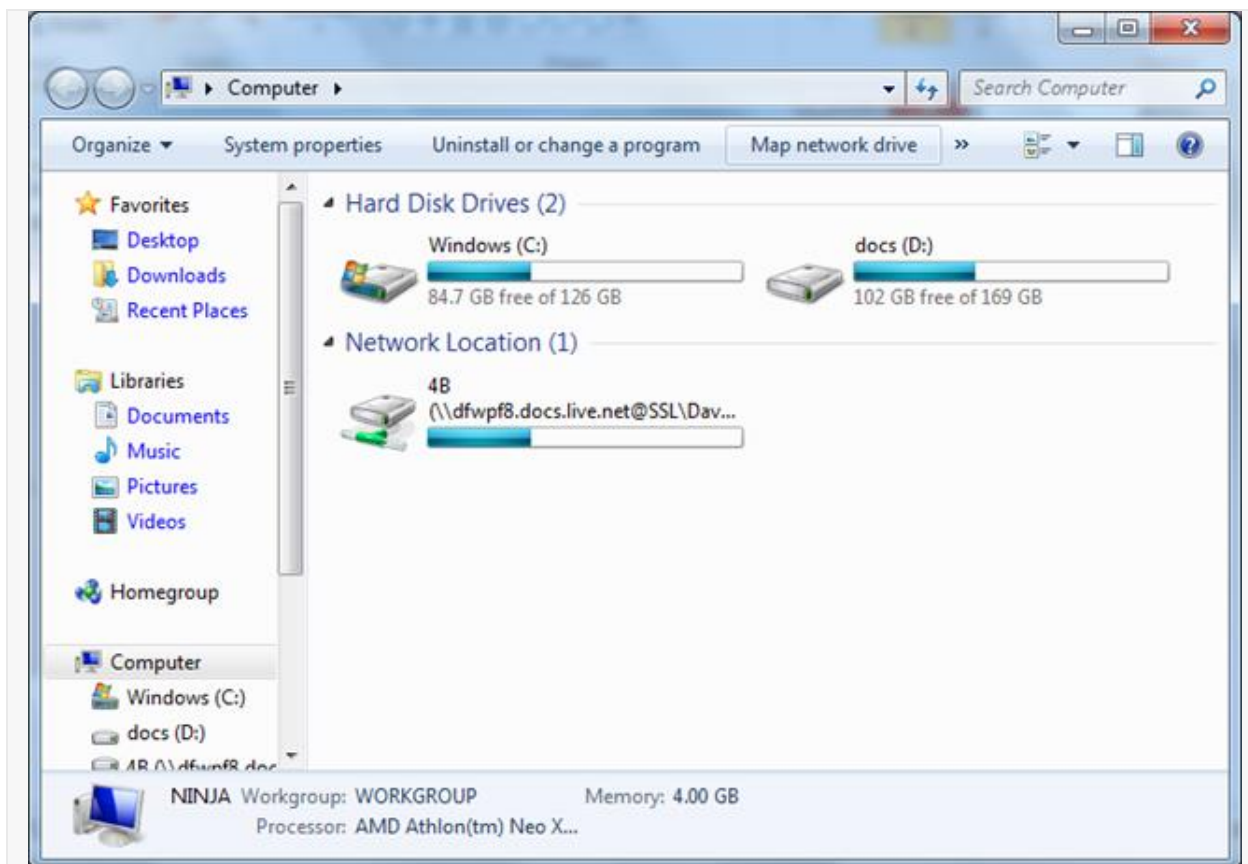 Computer
Search Computer
Organize System properties Uninstall or change a program Map network drive »
Favorites
Desktop
Downloads
Recent Places
Libraries
Documents
Music
Pictures
Videos
Homegroup
Computer
Windows (C:)
docs (D:)
4B (\\dfwpf8.doc
Hard Disk Drives (2)
Windows (C:)
84.7 GB free of 126 GB
docs (D:)
102 GB free of 169 GB
Network Location (1)
4B
(\\dfwpf8.docs.live.net@SSL\Dav...
NINJA Workgroup: WORKGROUP Memory: 4.00 GB
Processor: AMD Athlon(tm) Neo X...